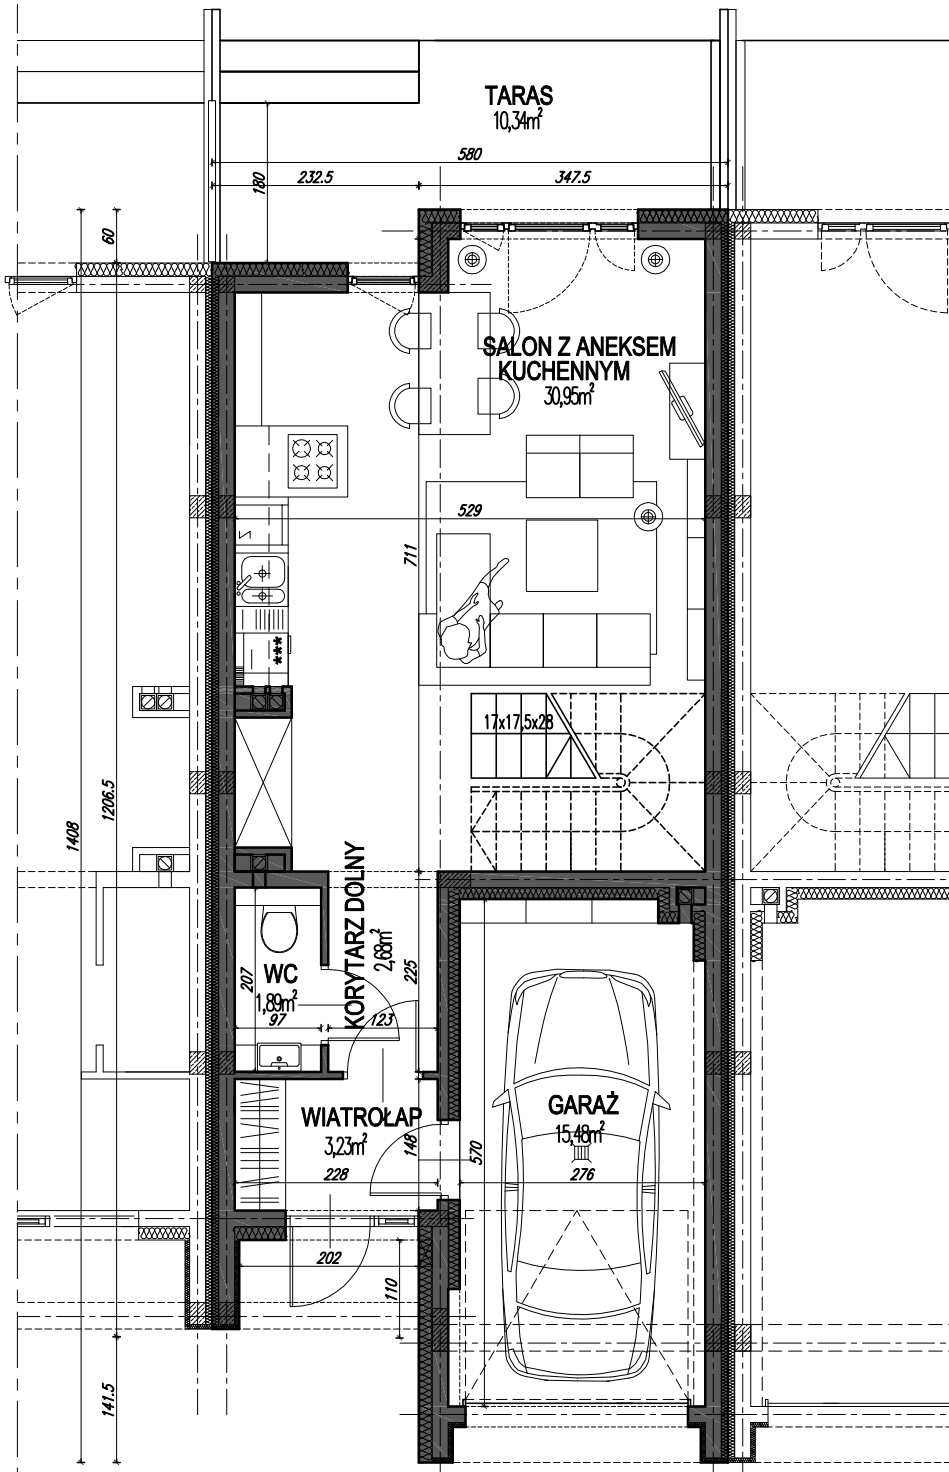 TARAS
10,34m²
580
232.5
347.5
180
60
SALON Z ANEKSEM
KUCHENNYM
30,95m²
529
711
17x17,5x28
1206.5
1408
KORYTARZ DOLNY
2,68m²
WC
1,89m²
207
225
97
123
WIATROŁAP
3,23m²
GARAŻ
15,48m²
148
570
228
276
202
110
141.5